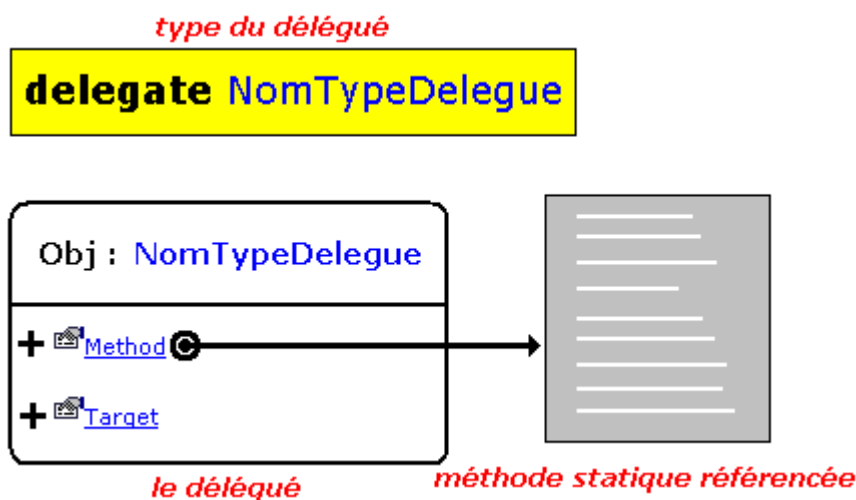 type du délégué
delegate NomTypeDelegue
Obj : NomTypeDelegue
+ Method
+ Target
le délégué
méthode statique référencée